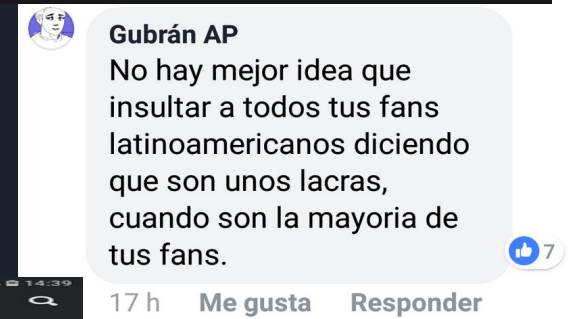 Gubrán AP
No hay mejor idea que
insultar a todos tus fans
latinoamericanos diciendo
que son unos lacras,
cuando son la mayoria de
tus fans.
7
14:39
17 h Me gusta Responder